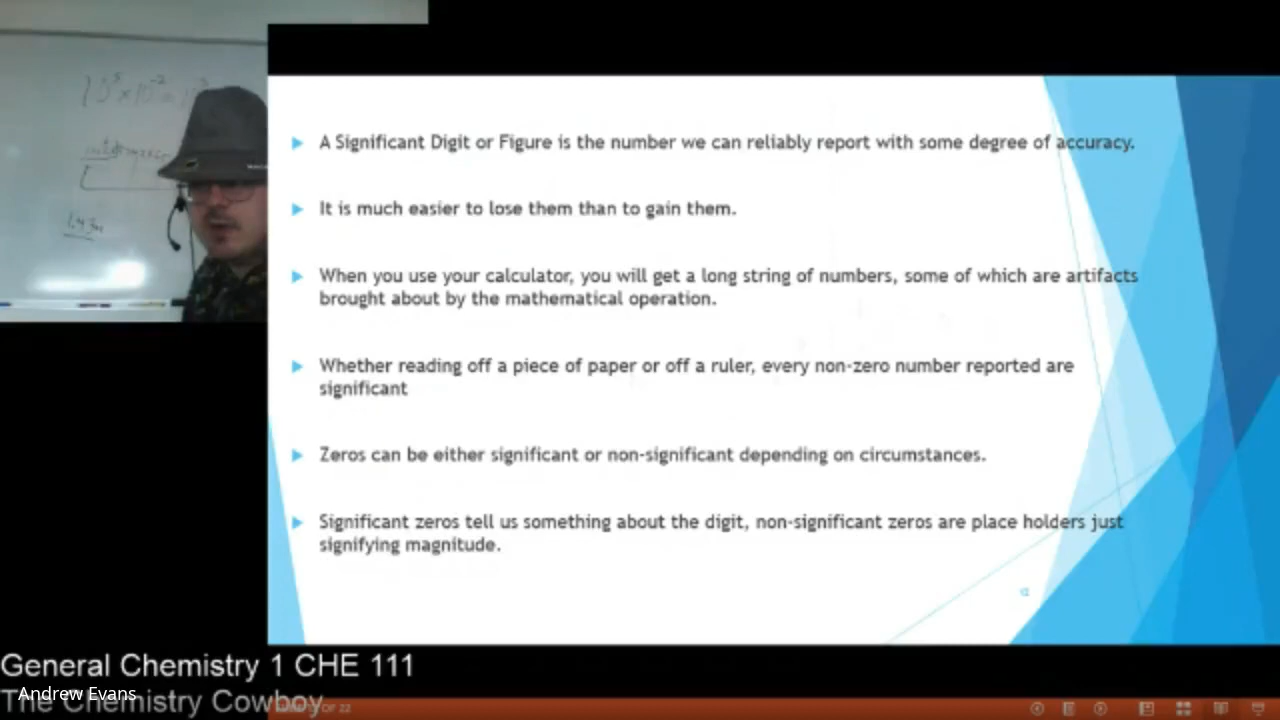 A Significant Digit or Figure is the number we can reliably report with some degree of accuracy.
It is much easier to lose them than to gain them.
When you use your calculator, you will get a long string of numbers, some of which are artifacts
brought about by the mathematical operation.
Whether reading off a piece of paper or off a ruler, every non-zero number reported are
significant
Zeros can be either significant or non-significant depending on circumstances.
Significant zeros tell us something about the digit, non-significant zeros are place holders just
signifying magnitude.
General Chemistry 1 CHE 111
Andrew Evans
The Chemistry Cowboy
OF 22